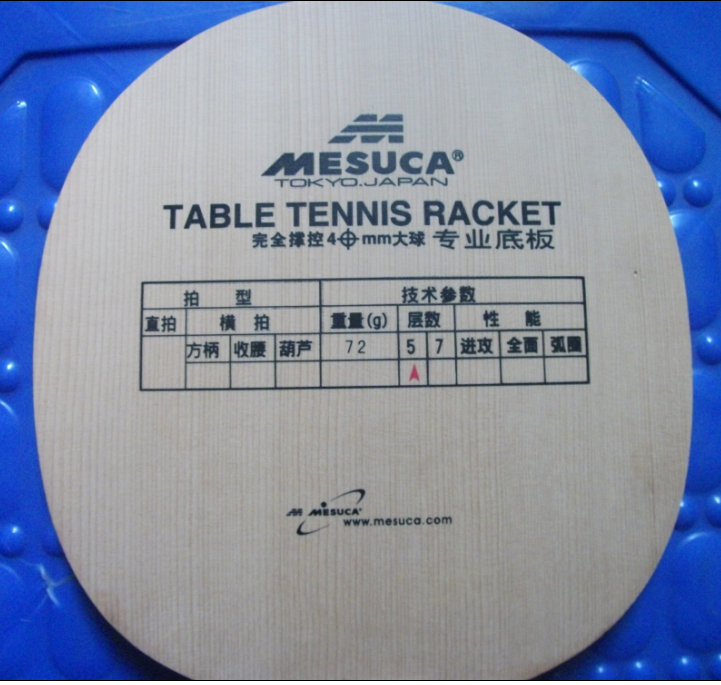 MESUCA®
TOKYO.JAPAN
TABLE TENNIS RACKET
完全撑控40mm大球 专业底板
拍 型 技术参数
直拍 横 拍 重量(g) 层数 性 能
方柄 收腰 葫芦 72 5 7 进攻 全面 弧圈
MESUCA
www.mesuca.com